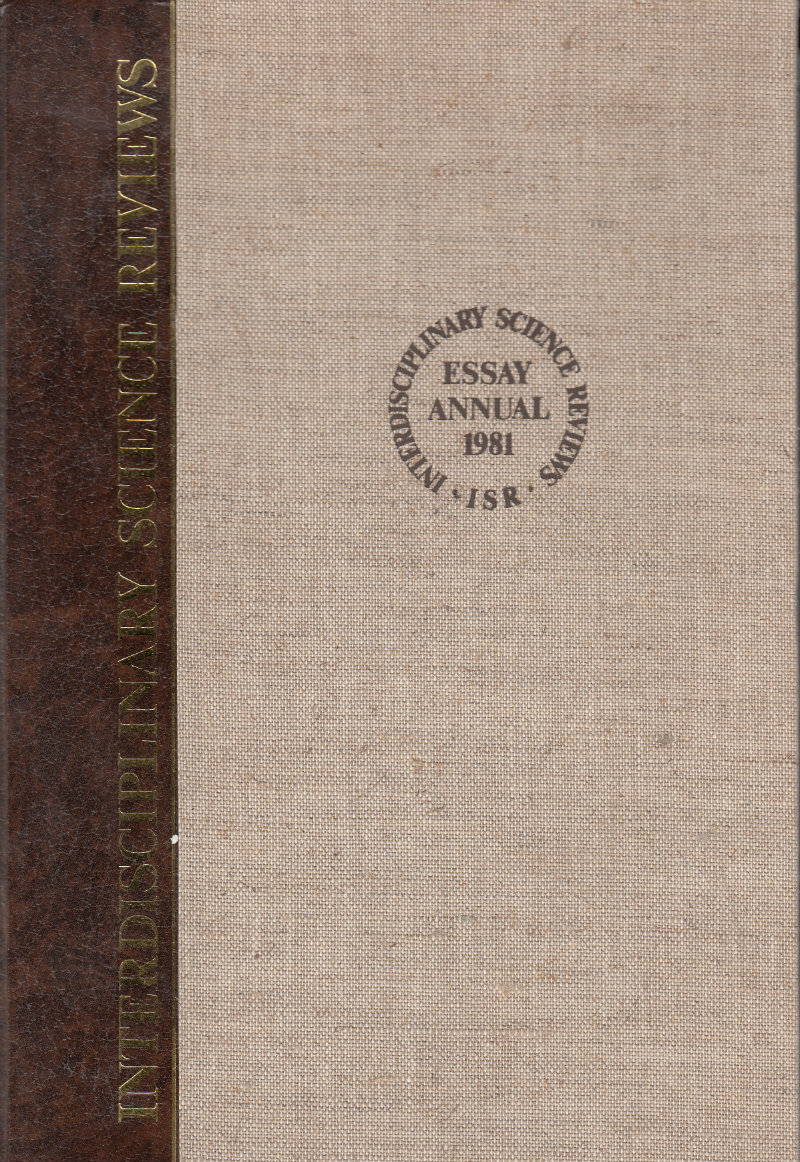 INTERDISCIPLINARY SCIENCE REVIEWS
INTERDISCIPLINARY SCIENCE REVIEWS
ESSAY
ANNUAL
1981
· ISR ·